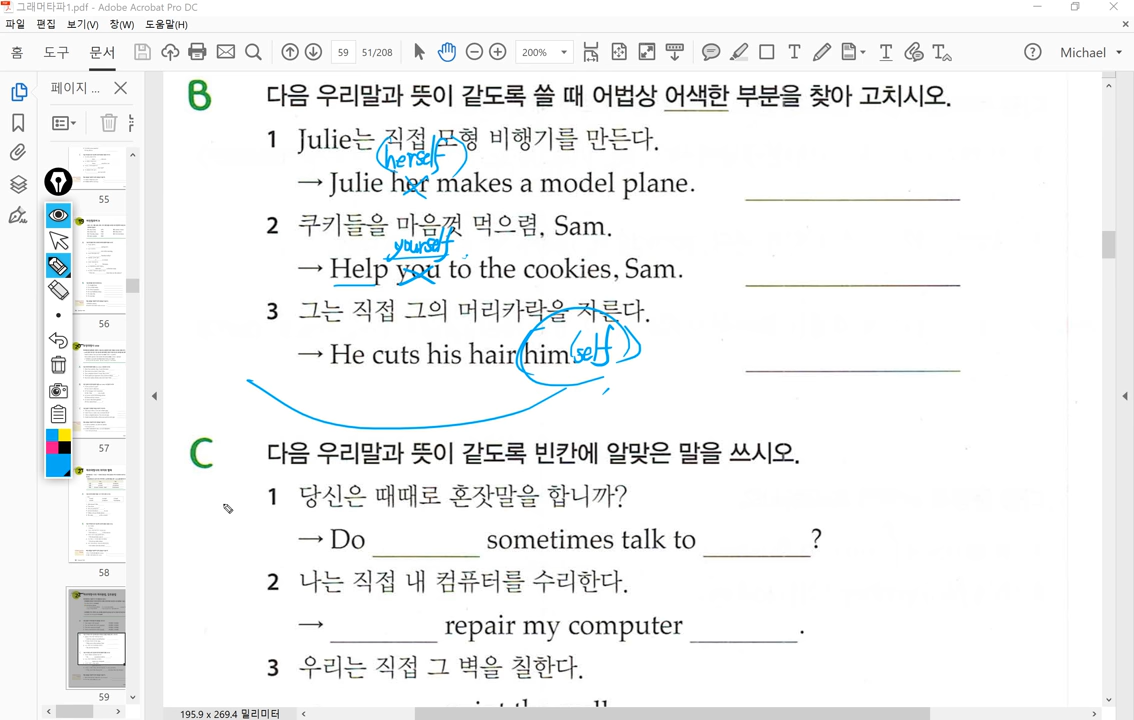 그래머타파1.pdf - Adobe Acrobat Pro DC
파일 편집 보기(V) 창(W) 도움말(H)
홈 도구 문서 59 51/208 200% Michael
페이지 ...
55
56
57
58
59
B 다음 우리말과 뜻이 같도록 쓸 때 어법상 어색한 부분을 찾아 고치시오.
1 Julie는 직접 모형 비행기를 만든다.
herself
→ Julie her makes a model plane.
2 쿠키들을 마음껏 먹으렴, Sam.
yourself
→ Help you to the cookies, Sam.
3 그는 직접 그의 머리카락을 자른다.
→ He cuts his hair him (self)
C 다음 우리말과 뜻이 같도록 빈칸에 알맞은 말을 쓰시오.
1 당신은 때때로 혼잣말을 합니까?
→ Do ________ sometimes talk to ________?
2 나는 직접 내 컴퓨터를 수리한다.
→ ________ repair my computer ________.
3 우리는 직접 그 벽을 칠한다.
195.9 x 269.4 밀리미터